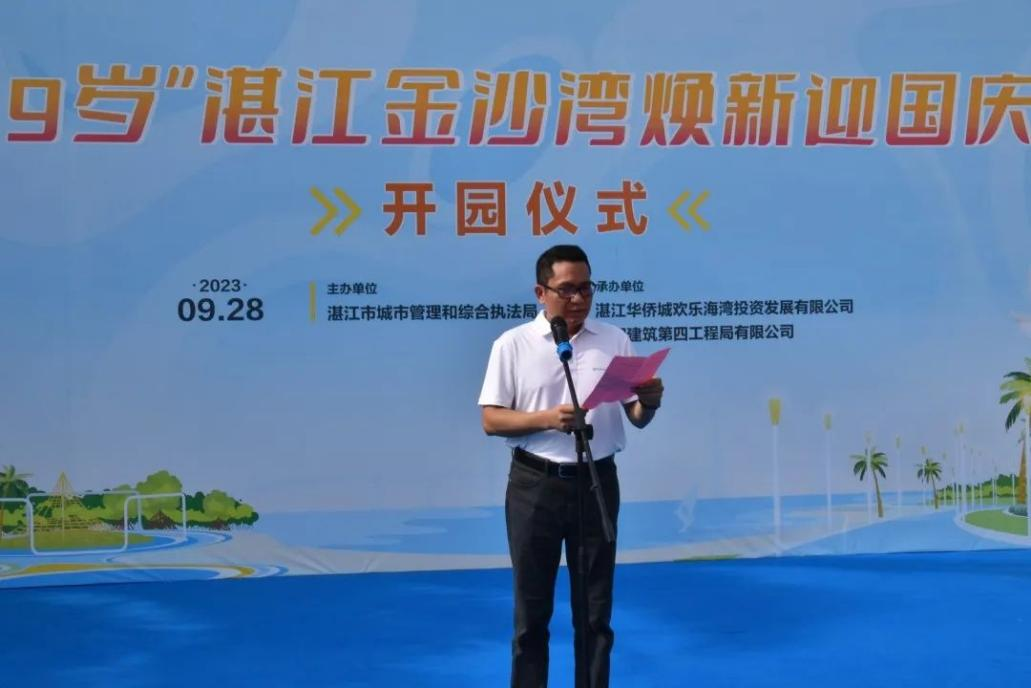 9岁”湛江金沙湾焕新迎国庆
开园仪式
·2023·
09.28
主办单位
湛江市城市管理和综合执法局
承办单位
湛江华侨城欢乐海湾投资发展有限公司
建筑第四工程局有限公司